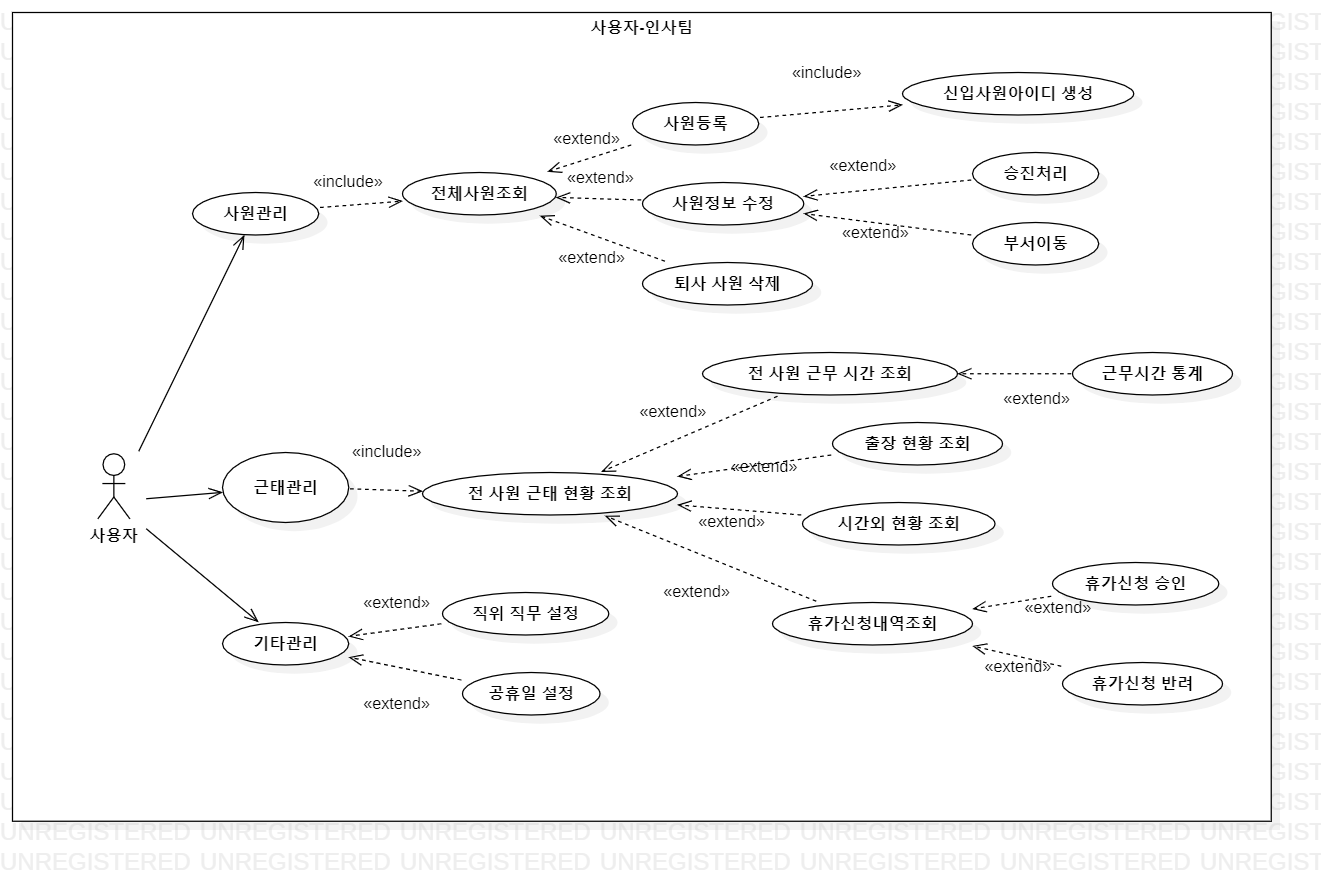 사용자-인사팀
«include»
신입사원아이디 생성
사원등록
«extend»
«extend»
승진처리
«include»
«extend»
전체사원조회
사원정보 수정
사원관리
«extend»
부서이동
«extend»
퇴사 사원 삭제
전 사원 근무 시간 조회
근무시간 통계
«extend»
«extend»
출장 현황 조회
«include»
«extend»
근태관리
전 사원 근태 현황 조회
«extend»
시간외 현황 조회
사용자
휴가신청 승인
«extend»
«extend»
«extend»
직위 직무 설정
휴가신청내역조회
기타관리
«extend»
휴가신청 반려
공휴일 설정
«extend»
UNREGISTERED UNREGISTERED UNREGISTERED UNREGISTERED UNREGISTERED UNREGISTERED UNREGIST
UNREGISTERED UNREGISTERED UNREGISTERED UNREGISTERED UNREGISTERED UNREGISTERED UNREGIST